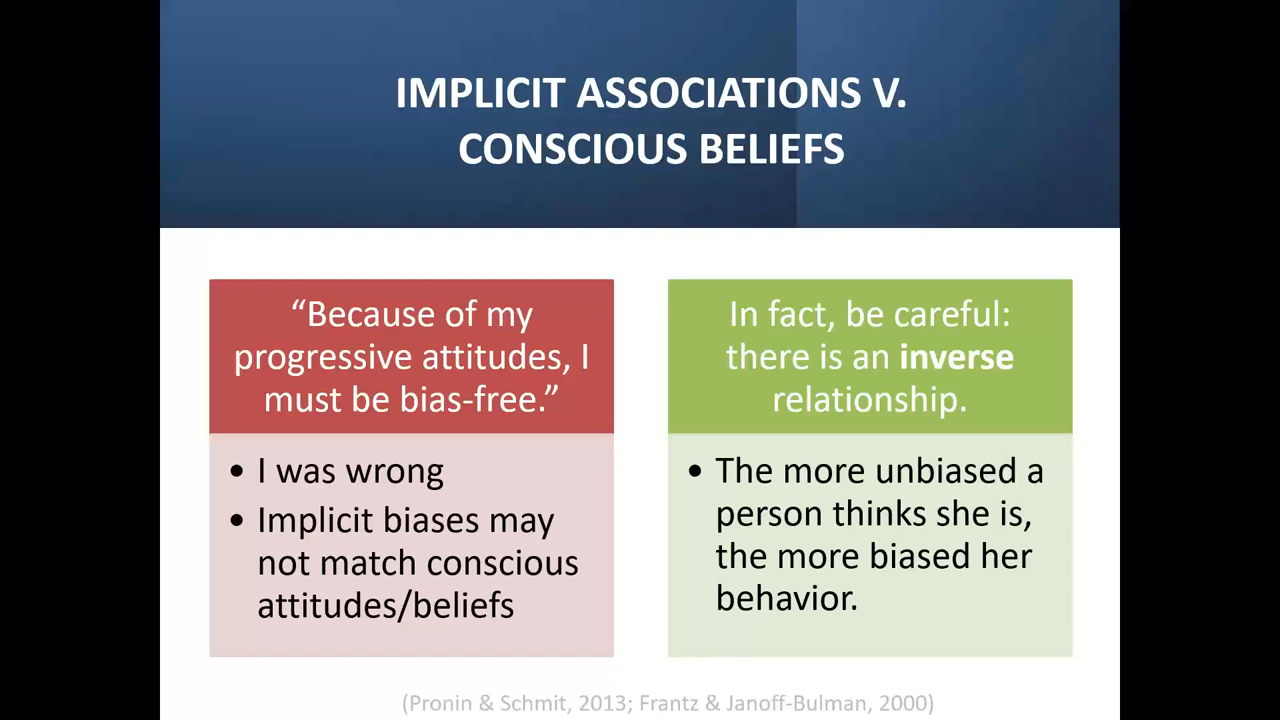 IMPLICIT ASSOCIATIONS V.
CONSCIOUS BELIEFS
“Because of my
progressive attitudes, I
must be bias-free.”
• I was wrong
• Implicit biases may
not match conscious
attitudes/beliefs
In fact, be careful:
there is an inverse
relationship.
• The more unbiased a
person thinks she is,
the more biased her
behavior.
(Pronin & Schmit, 2013; Frantz & Janoff-Bulman, 2000)